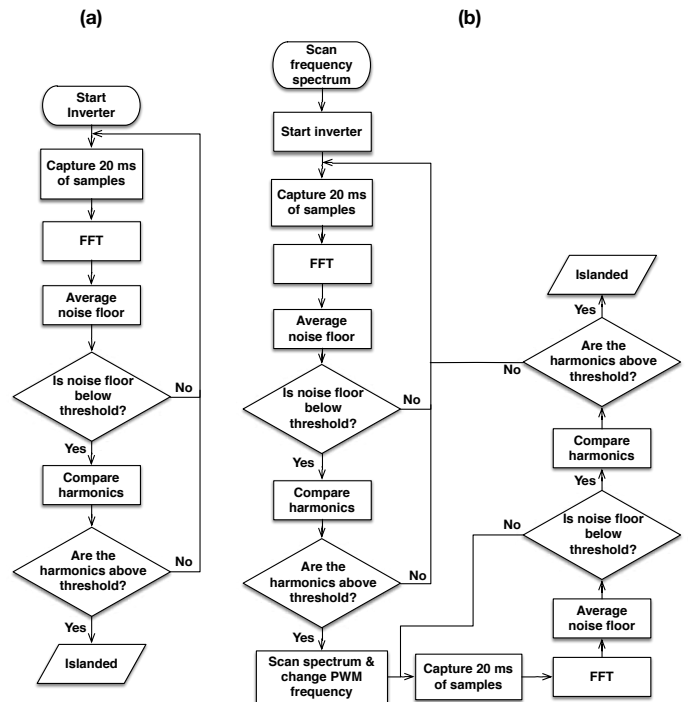 (a)
Start
Inverter
Capture 20 ms
of samples
FFT
Average
noise floor
Is noise floor
below
threshold?
No
Yes
Compare
harmonics
Are the
harmonics above
threshold?
No
Yes
Islanded
(b)
Scan
frequency
spectrum
Start inverter
Capture 20 ms
of samples
FFT
Average
noise floor
Is noise floor
below
threshold?
No
Yes
Compare
harmonics
Are the
harmonics above
threshold?
No
Yes
Scan spectrum &
change PWM
frequency
Capture 20 ms
of samples
FFT
Average
noise floor
Is noise floor
below
threshold?
No
Yes
Compare
harmonics
Are the
harmonics above
threshold?
No
Yes
Islanded